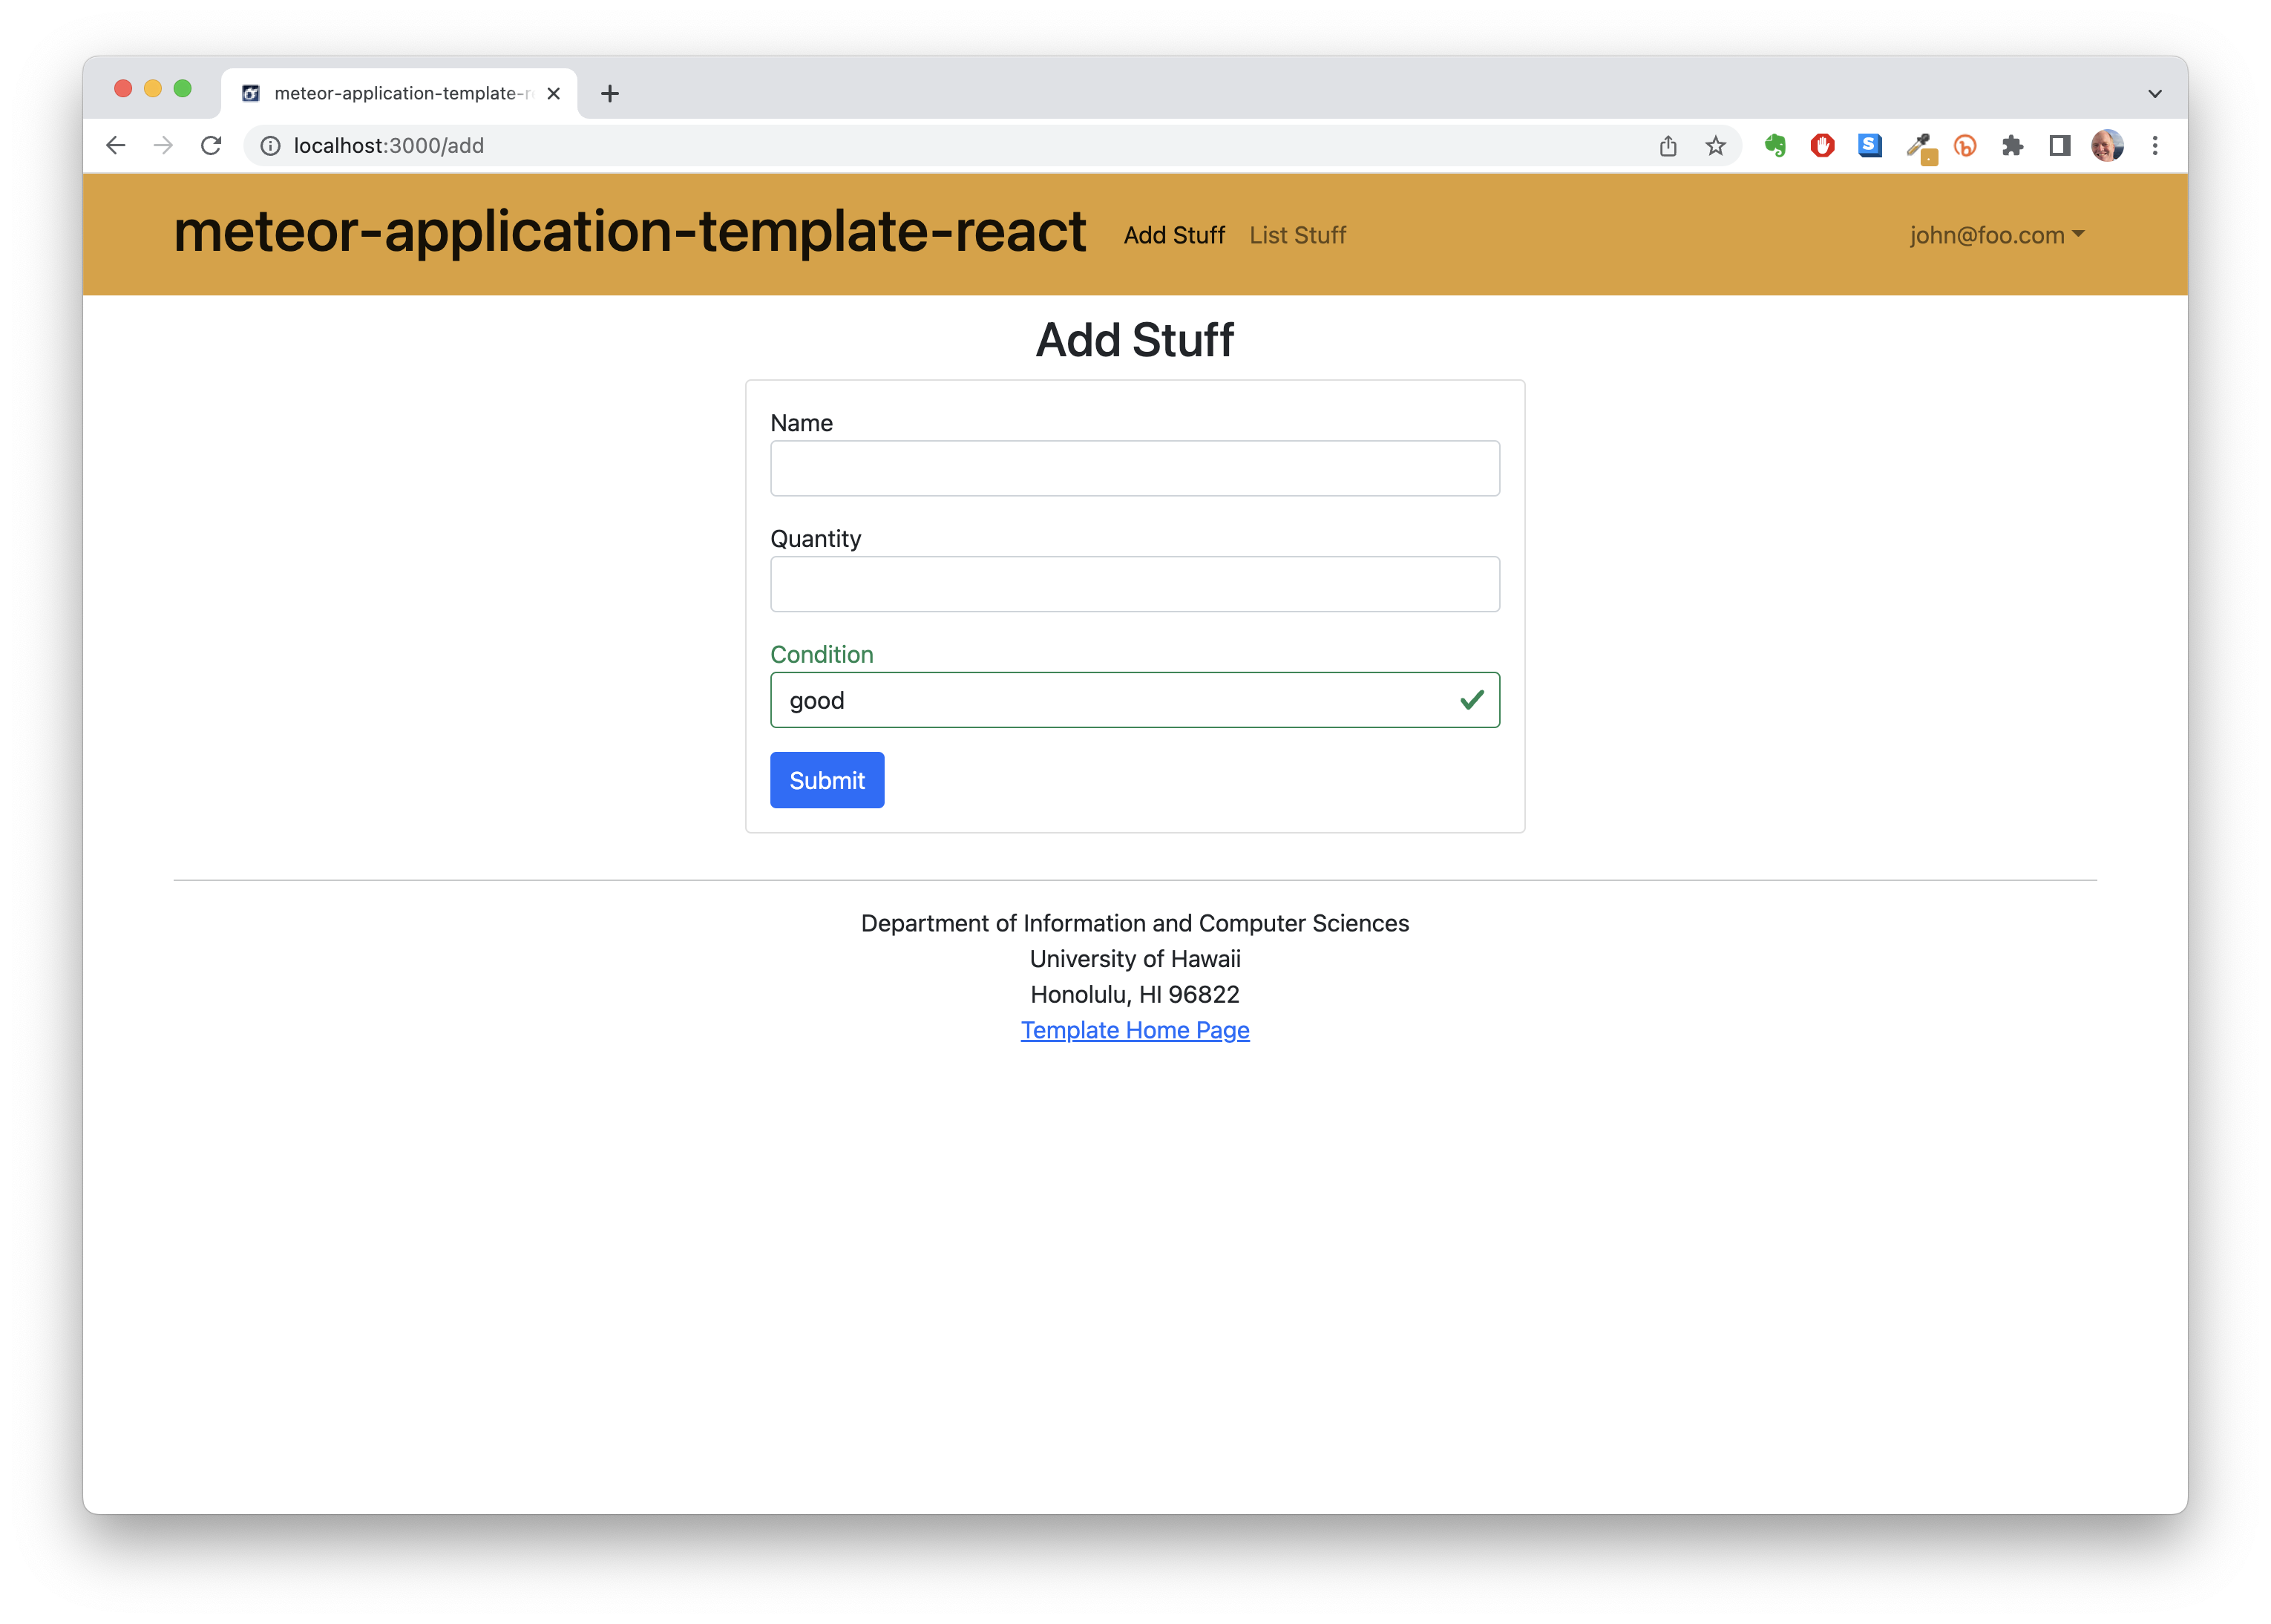 meteor-application-template-r
localhost:3000/add
meteor-application-template-react Add Stuff List Stuff john@foo.com
Add Stuff
Name
Quantity
Condition
good
Submit
Department of Information and Computer Sciences
University of Hawaii
Honolulu, HI 96822
Template Home Page